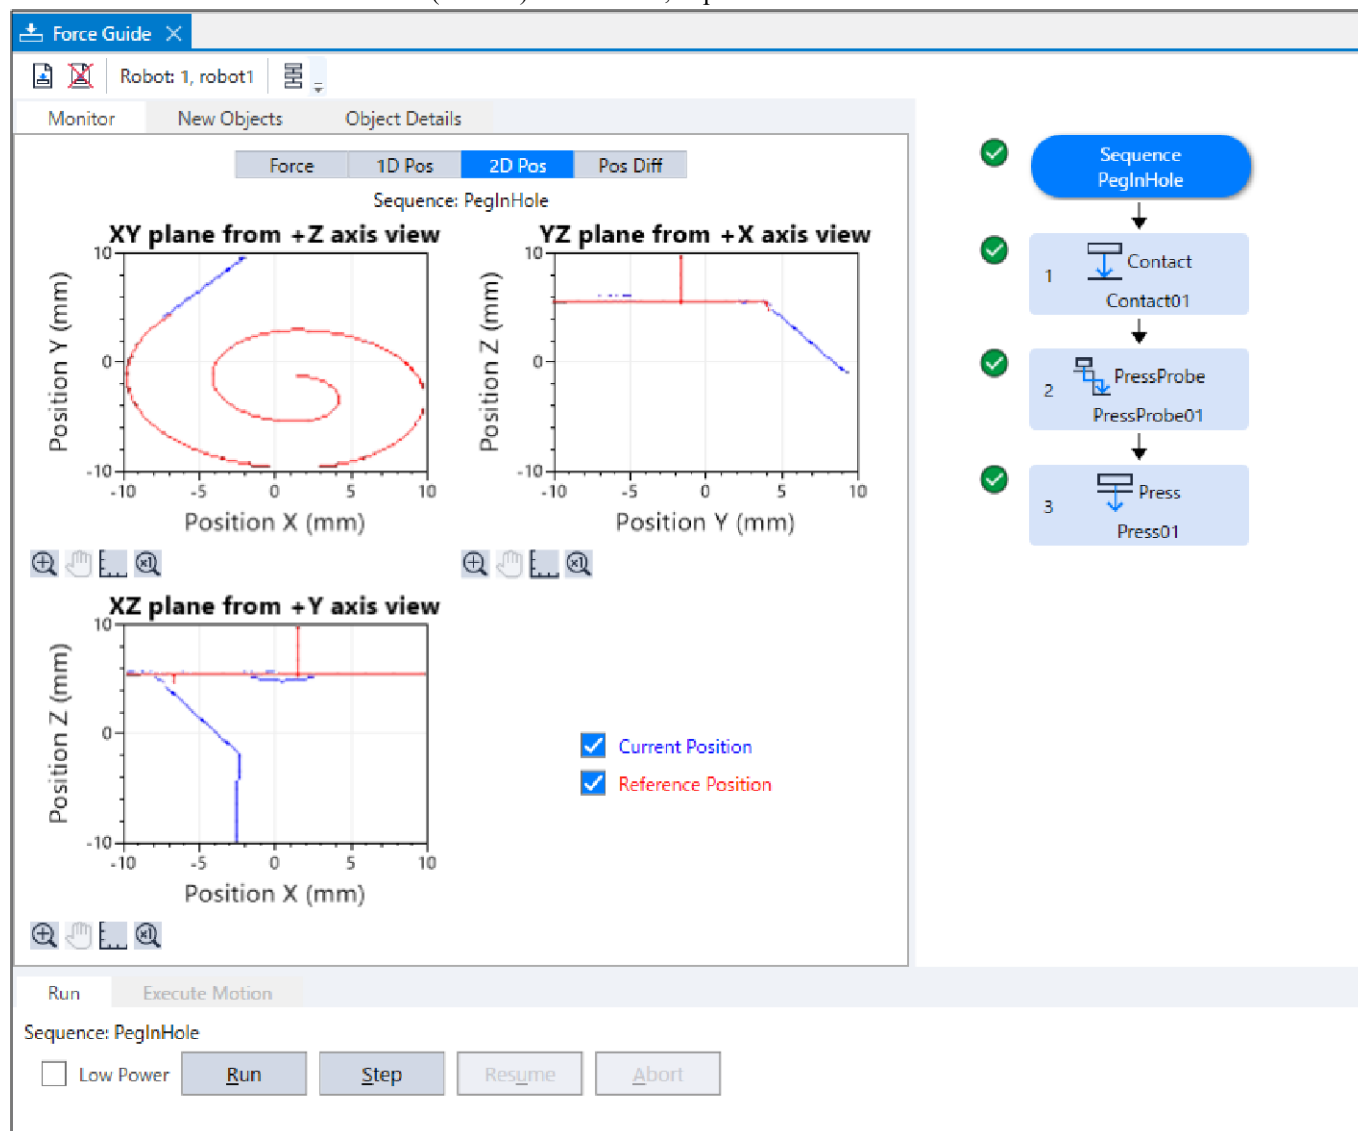 Force Guide
Robot: 1, robot1
Monitor New Objects Object Details
Force 1D Pos 2D Pos Pos Diff
Sequence: PegInHole
XY plane from +Z axis view
Position Y (mm)
10
0
-10
-10 -5 0 5 10
Position X (mm)
YZ plane from +X axis view
Position Z (mm)
10
0
-10
-10 -5 0 5 10
Position Y (mm)
x1
x1
XZ plane from +Y axis view
Position Z (mm)
10
0
-10
-10 -5 0 5 10
Position X (mm)
x1
Current Position
Reference Position
Sequence
PegInHole
1 Contact
Contact01
2 PressProbe
PressProbe01
3 Press
Press01
Run Execute Motion
Sequence: PegInHole
Low Power Run Step Resume Abort